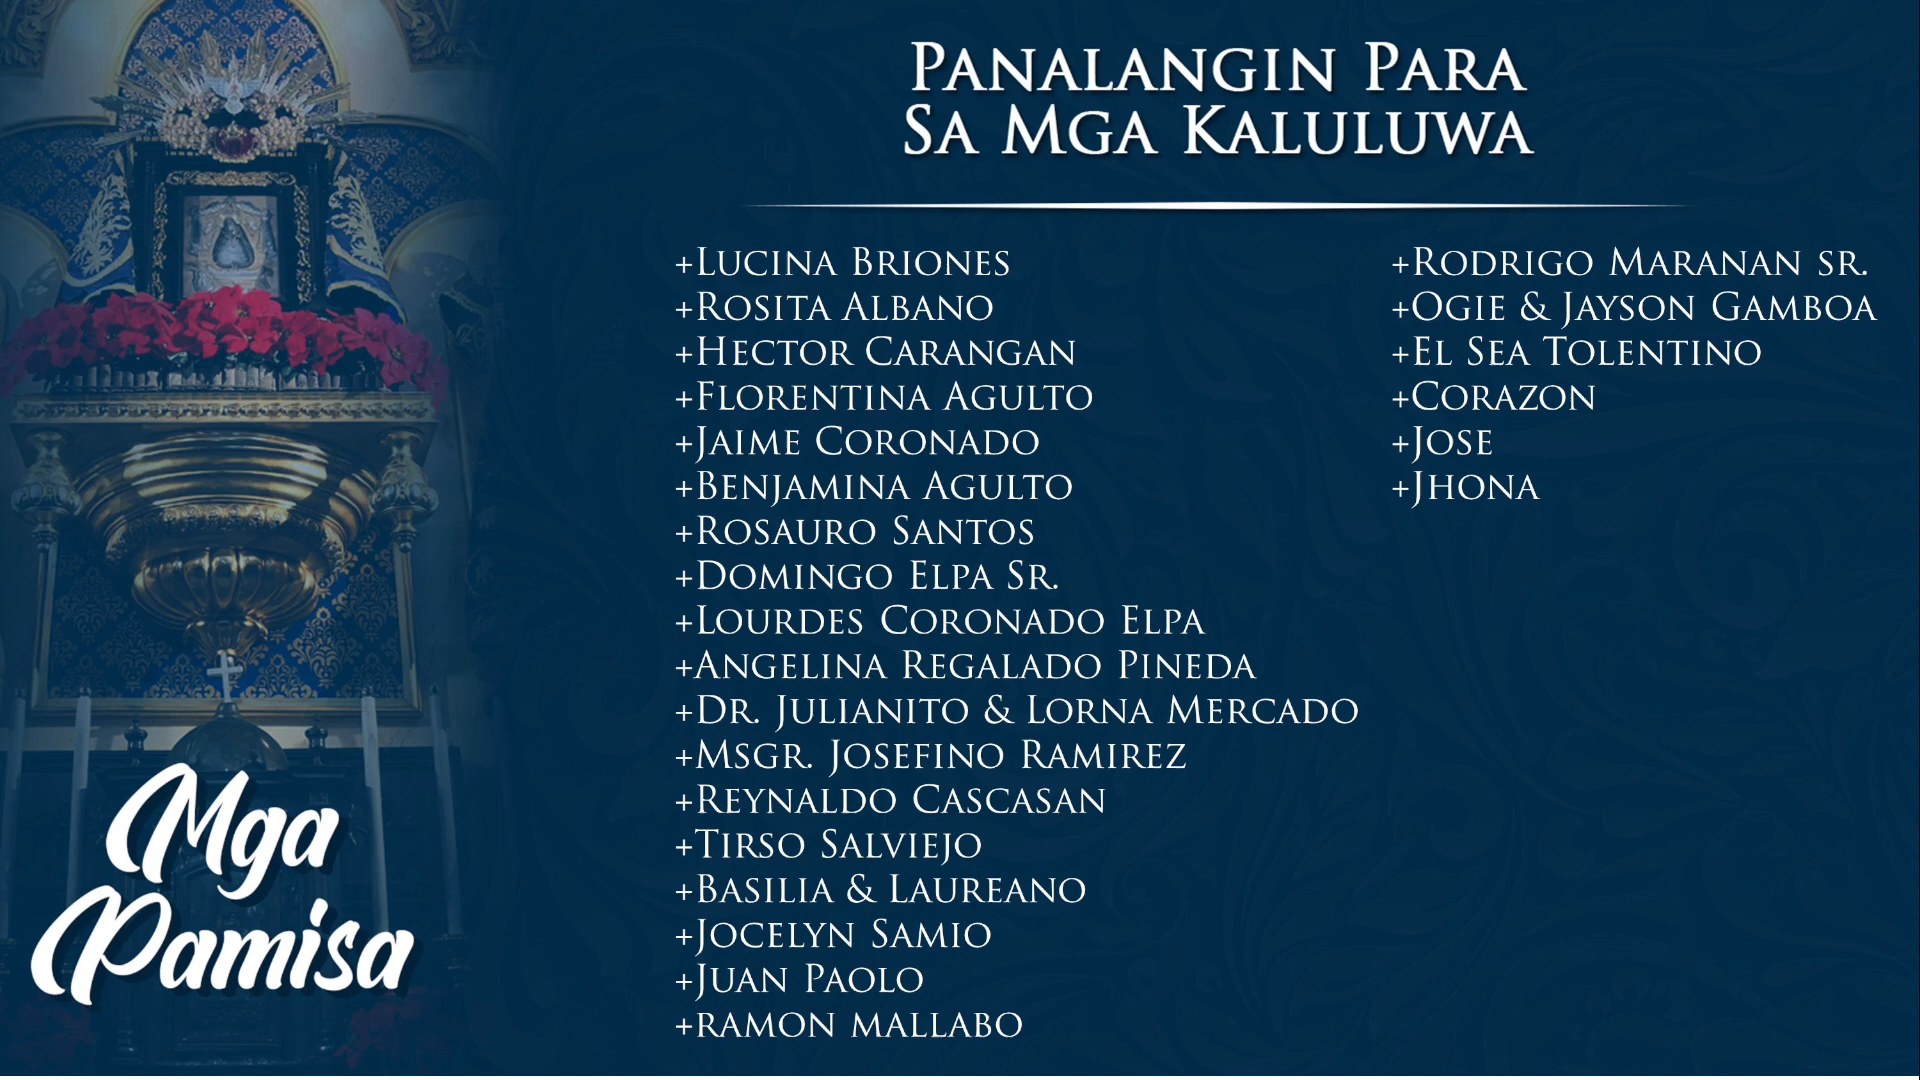 Panalangin Para
Sa Mga Kaluluwa
+Lucina Briones
+Rosita Albano
+Hector Carangan
+Florentina Agulto
+Jaime Coronado
+Benjamina Agulto
+Rosauro Santos
+Domingo Elpa Sr.
+Lourdes Coronado Elpa
+Angelina Regalado Pineda
+Dr. Julianito & Lorna Mercado
+Msgr. Josefino Ramirez
+Reynaldo Cascasan
+Tirso Salviejo
+Basilia & Laureano
+Jocelyn Samio
+Juan Paolo
+ramon mallabo
+Rodrigo Maranan sr.
+Ogie & Jayson Gamboa
+El Sea Tolentino
+Corazon
+Jose
+Jhona
Mga
Pamisa